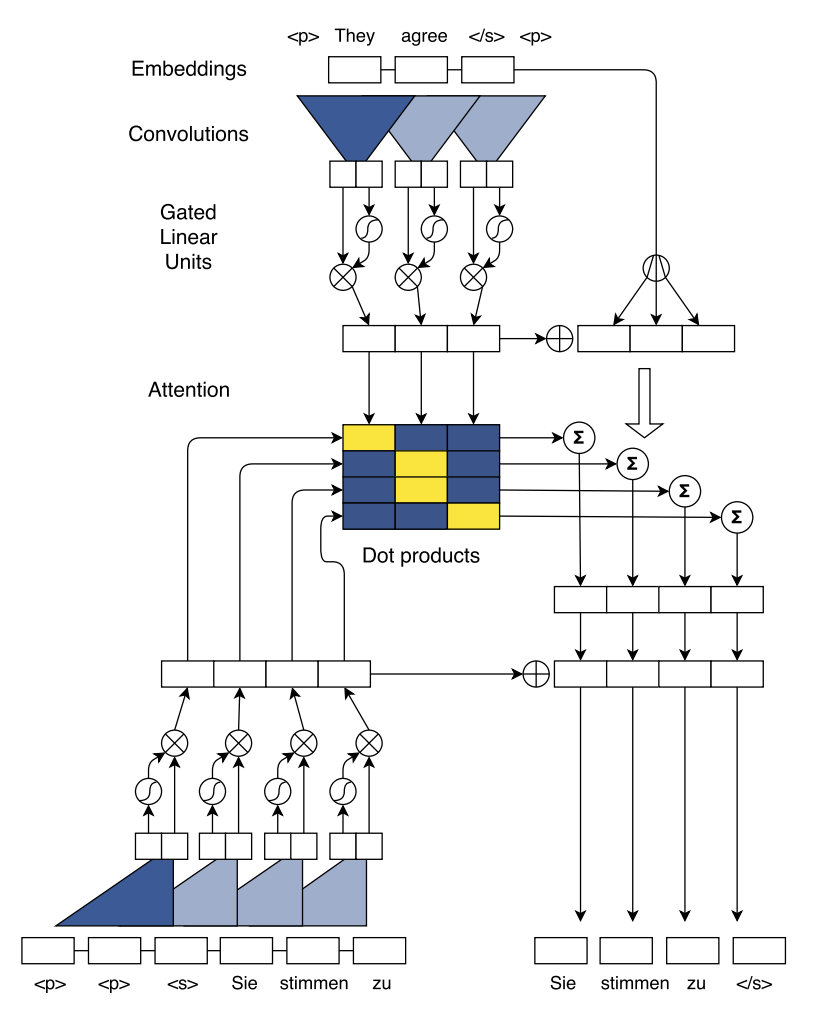 <p> They agree </s> <p>
Embeddings
Convolutions
Gated
Linear
Units
Attention
Σ
Σ
Σ
Σ
Dot products
<p> <p> <s> Sie stimmen zu
Sie stimmen zu </s>